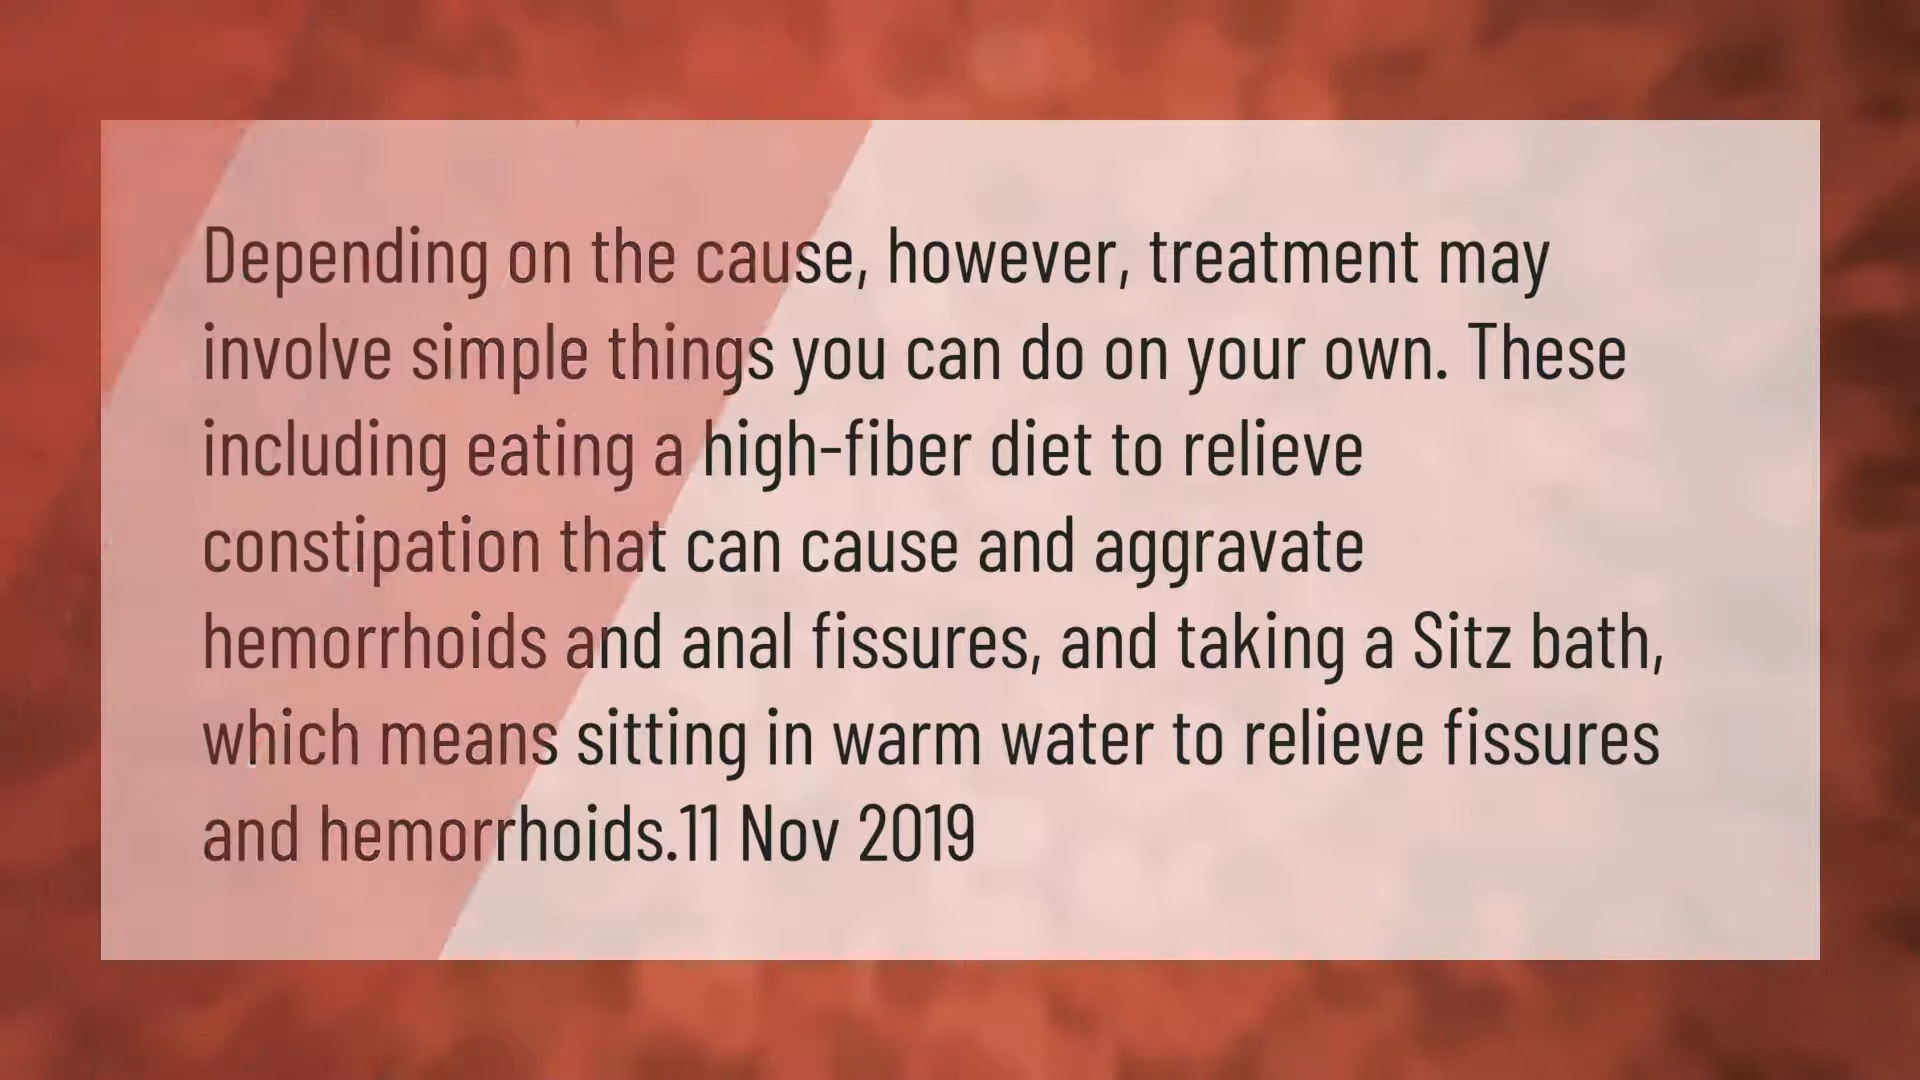 Depending on the cause, however, treatment may
involve simple things you can do on your own. These
including eating a high-fiber diet to relieve
constipation that can cause and aggravate
hemorrhoids and anal fissures, and taking a Sitz bath,
which means sitting in warm water to relieve fissures
and hemorrhoids.11 Nov 2019